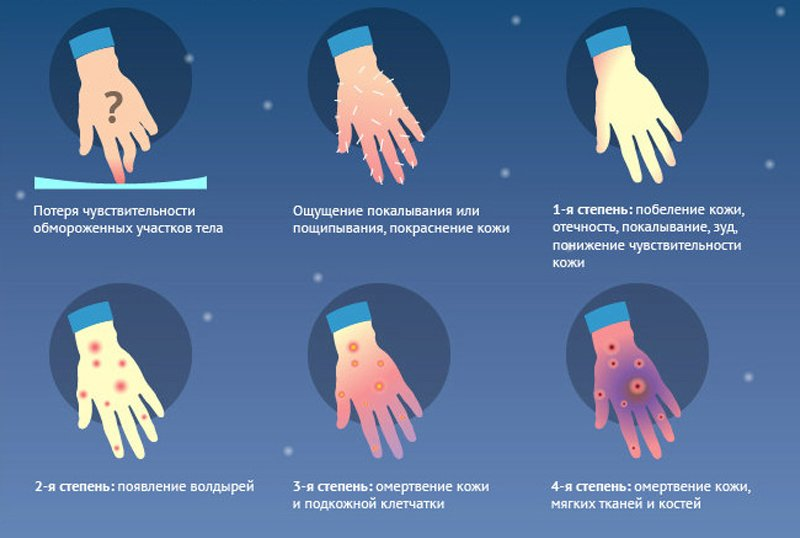 ?
Потеря чувствительности
обмороженных участков тела
Ощущение покалывания или
пощипывания, покраснение кожи
1-я степень: побеление кожи,
отечность, покалывание, зуд,
понижение чувствительности
кожи
2-я степень: появление волдырей
3-я степень: омертвение кожи
и подкожной клетчатки
4-я степень: омертвение кожи,
мягких тканей и костей